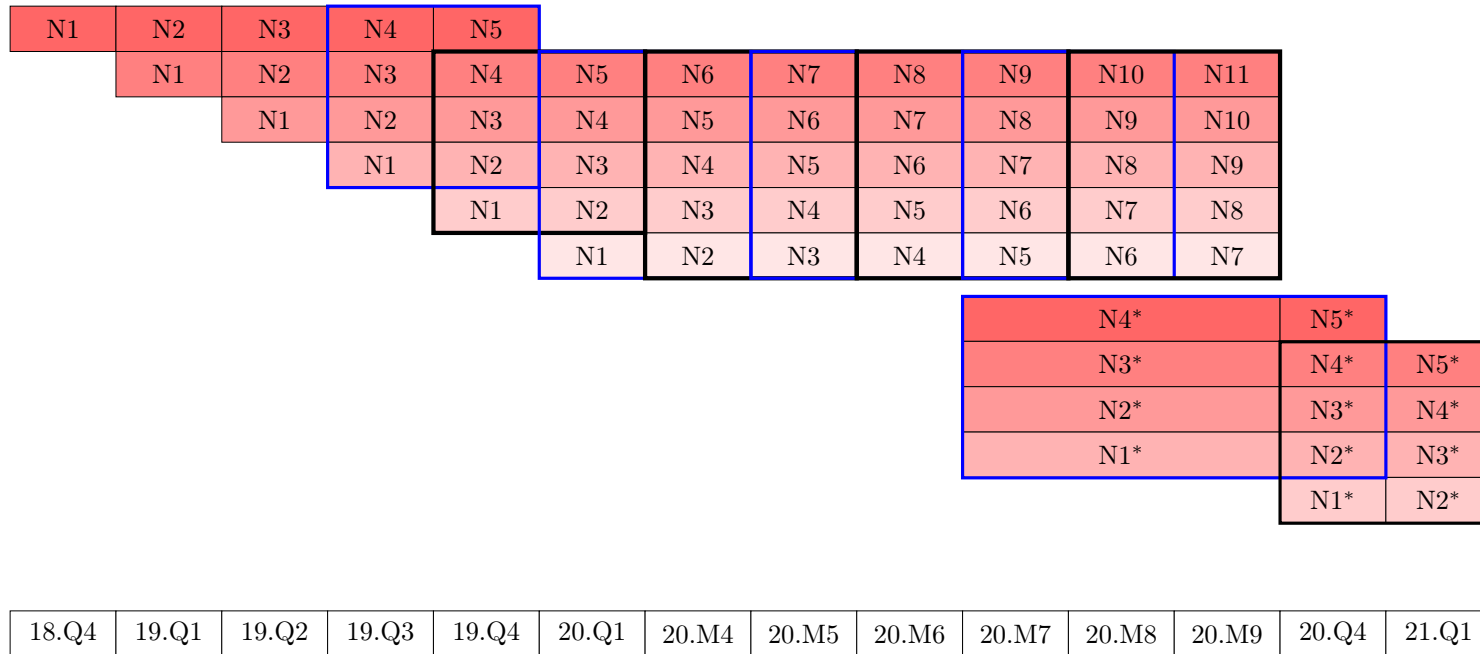 N1 N2 N3 N4 N5
N1 N2 N3 N4 N5 N6 N7 N8 N9 N10 N11
N1 N2 N3 N4 N5 N6 N7 N8 N9 N10
N1 N2 N3 N4 N5 N6 N7 N8 N9
N1 N2 N3 N4 N5 N6 N7 N8
N1 N2 N3 N4 N5 N6 N7
N4* N5*
N3* N4* N5*
N2* N3* N4*
N1* N2* N3*
N1* N2*
18.Q4 19.Q1 19.Q2 19.Q3 19.Q4 20.Q1 20.M4 20.M5 20.M6 20.M7 20.M8 20.M9 20.Q4 21.Q1